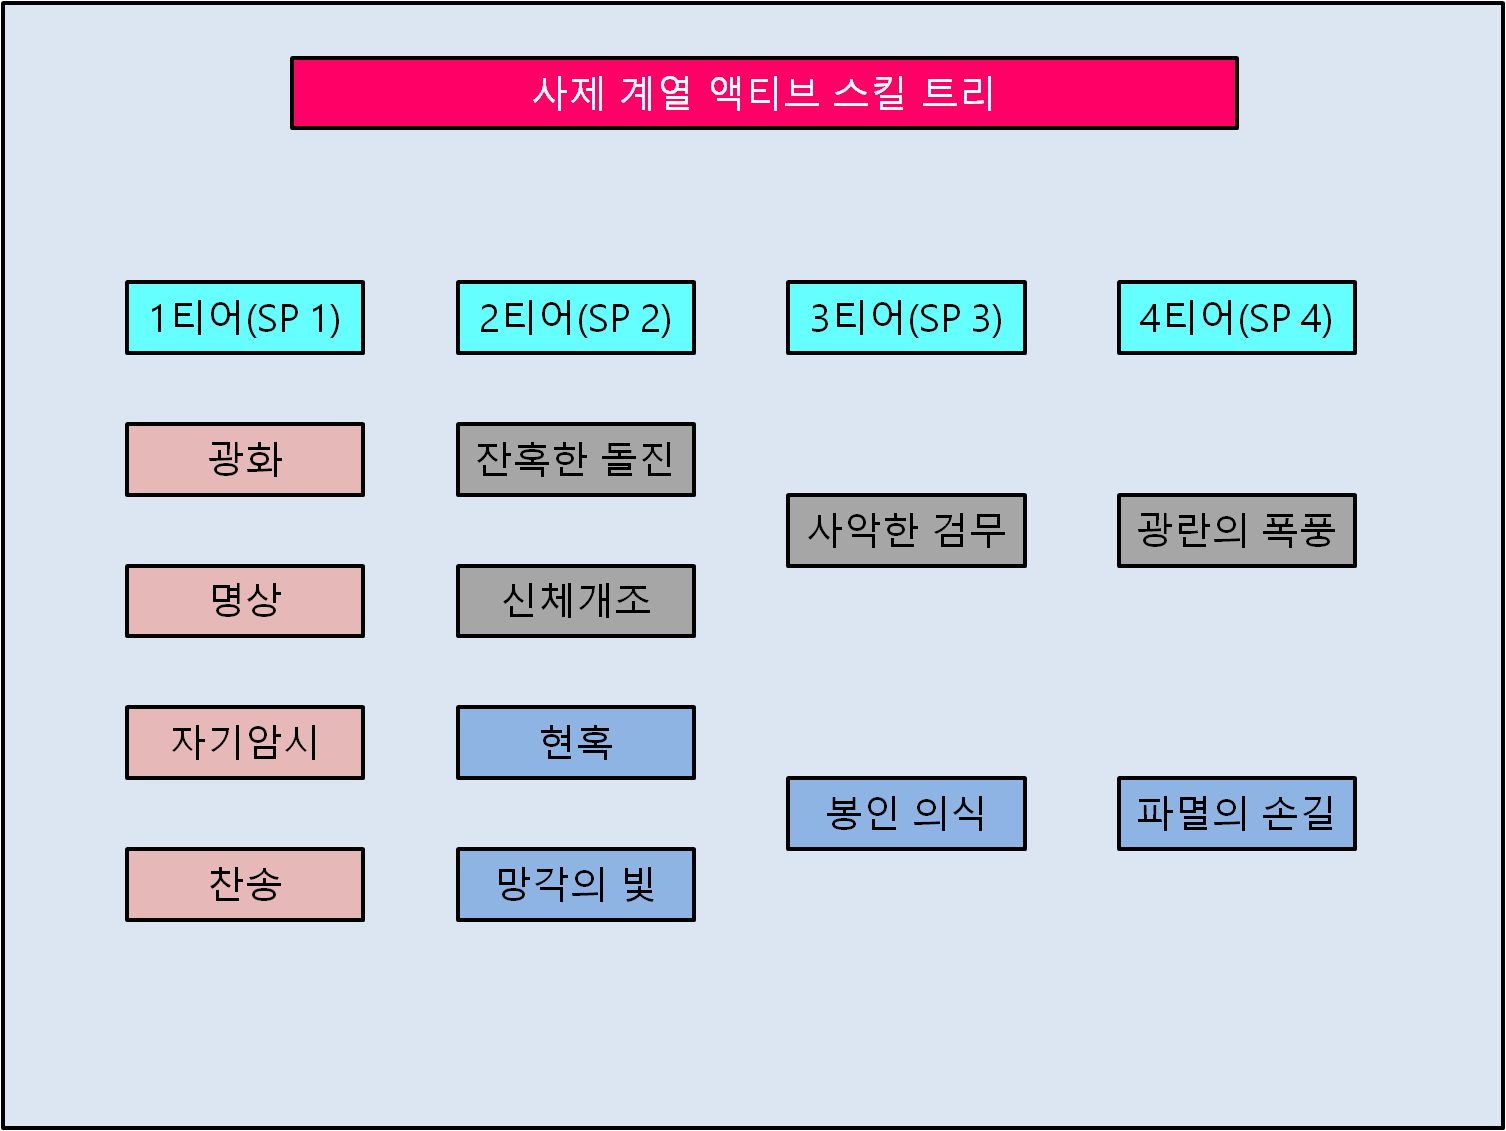 사제 계열 액티브 스킬 트리
1티어(SP 1)
2티어(SP 2)
3티어(SP 3)
4티어(SP 4)
광화
잔혹한 돌진
사악한 검무
광란의 폭풍
명상
신체개조
자기암시
현혹
봉인 의식
파멸의 손길
찬송
망각의 빛